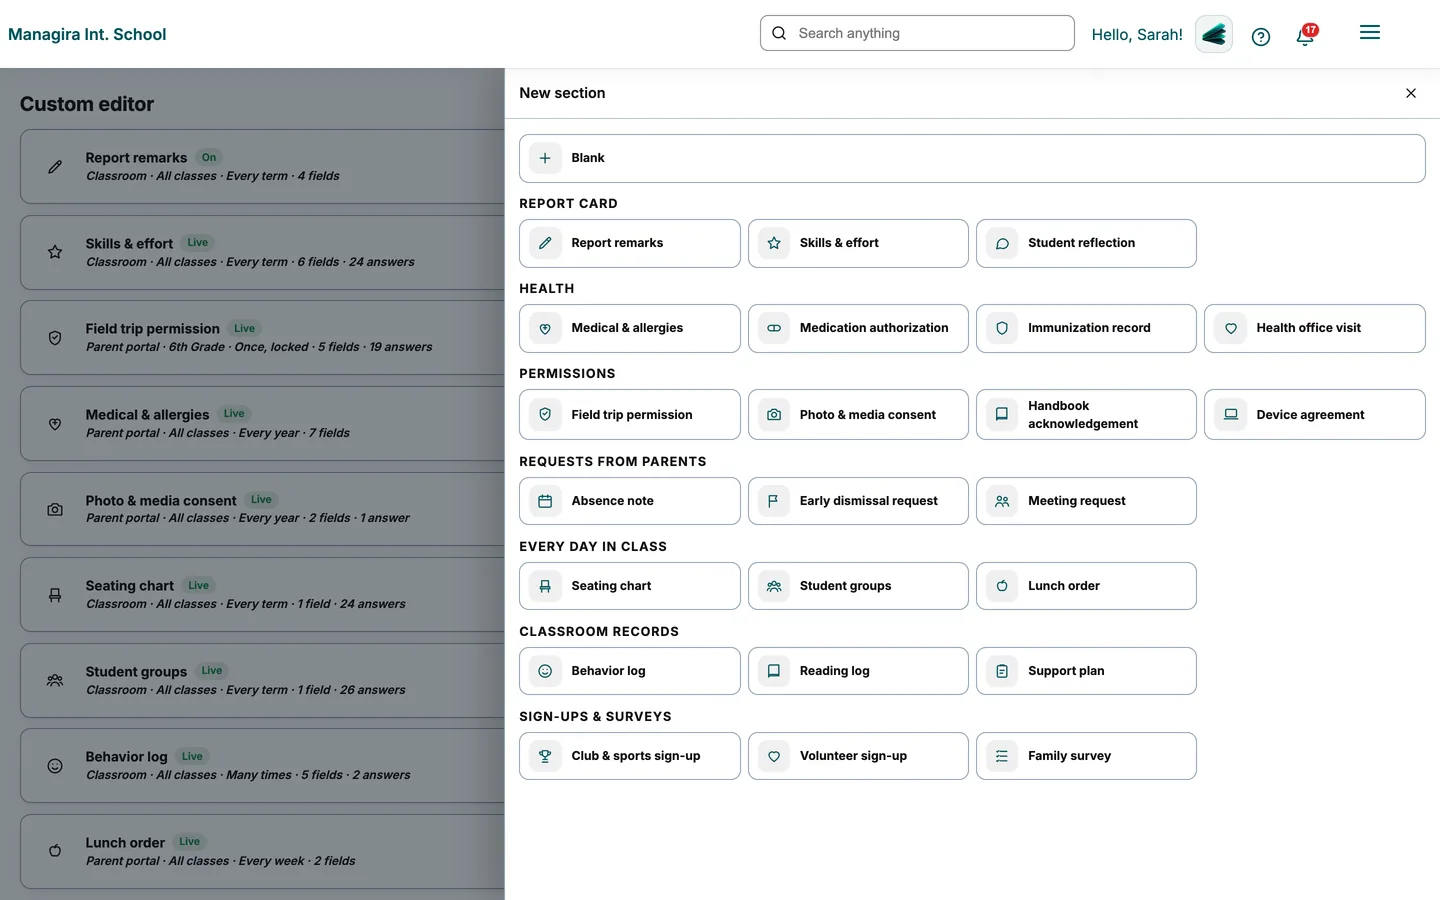 Managira Int. School
Search anything
Hello, Sarah!
17
Custom editor
Report remarks On
Classroom · All classes · Every term · 4 fields
Skills & effort Live
Classroom · All classes · Every term · 6 fields · 24 answers
Field trip permission Live
Parent portal · 6th Grade · Once, locked · 5 fields · 19 answers
Medical & allergies Live
Parent portal · All classes · Every year · 7 fields
Photo & media consent Live
Parent portal · All classes · Every year · 2 fields · 1 answer
Seating chart Live
Classroom · All classes · Every term · 1 field · 24 answers
Student groups Live
Classroom · All classes · Every term · 1 field · 26 answers
Behavior log Live
Classroom · All classes · Many times · 5 fields · 2 answers
Lunch order Live
Parent portal · All classes · Every week · 2 fields
New section
Blank
REPORT CARD
Report remarks
Skills & effort
Student reflection
HEALTH
Medical & allergies
Medication authorization
Immunization record
Health office visit
PERMISSIONS
Field trip permission
Photo & media consent
Handbook
acknowledgement
Device agreement
REQUESTS FROM PARENTS
Absence note
Early dismissal request
Meeting request
EVERY DAY IN CLASS
Seating chart
Student groups
Lunch order
CLASSROOM RECORDS
Behavior log
Reading log
Support plan
SIGN-UPS & SURVEYS
Club & sports sign-up
Volunteer sign-up
Family survey